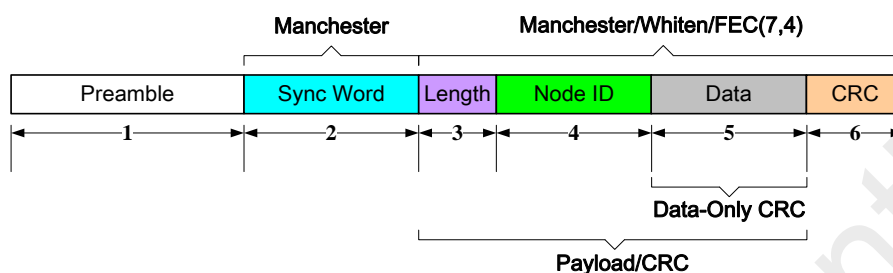 Manchester Manchester/Whiten/FEC(7,4)
Preamble Sync Word Length Node ID Data CRC
1 2 3 4 5 6
Data-Only CRC
Payload/CRC